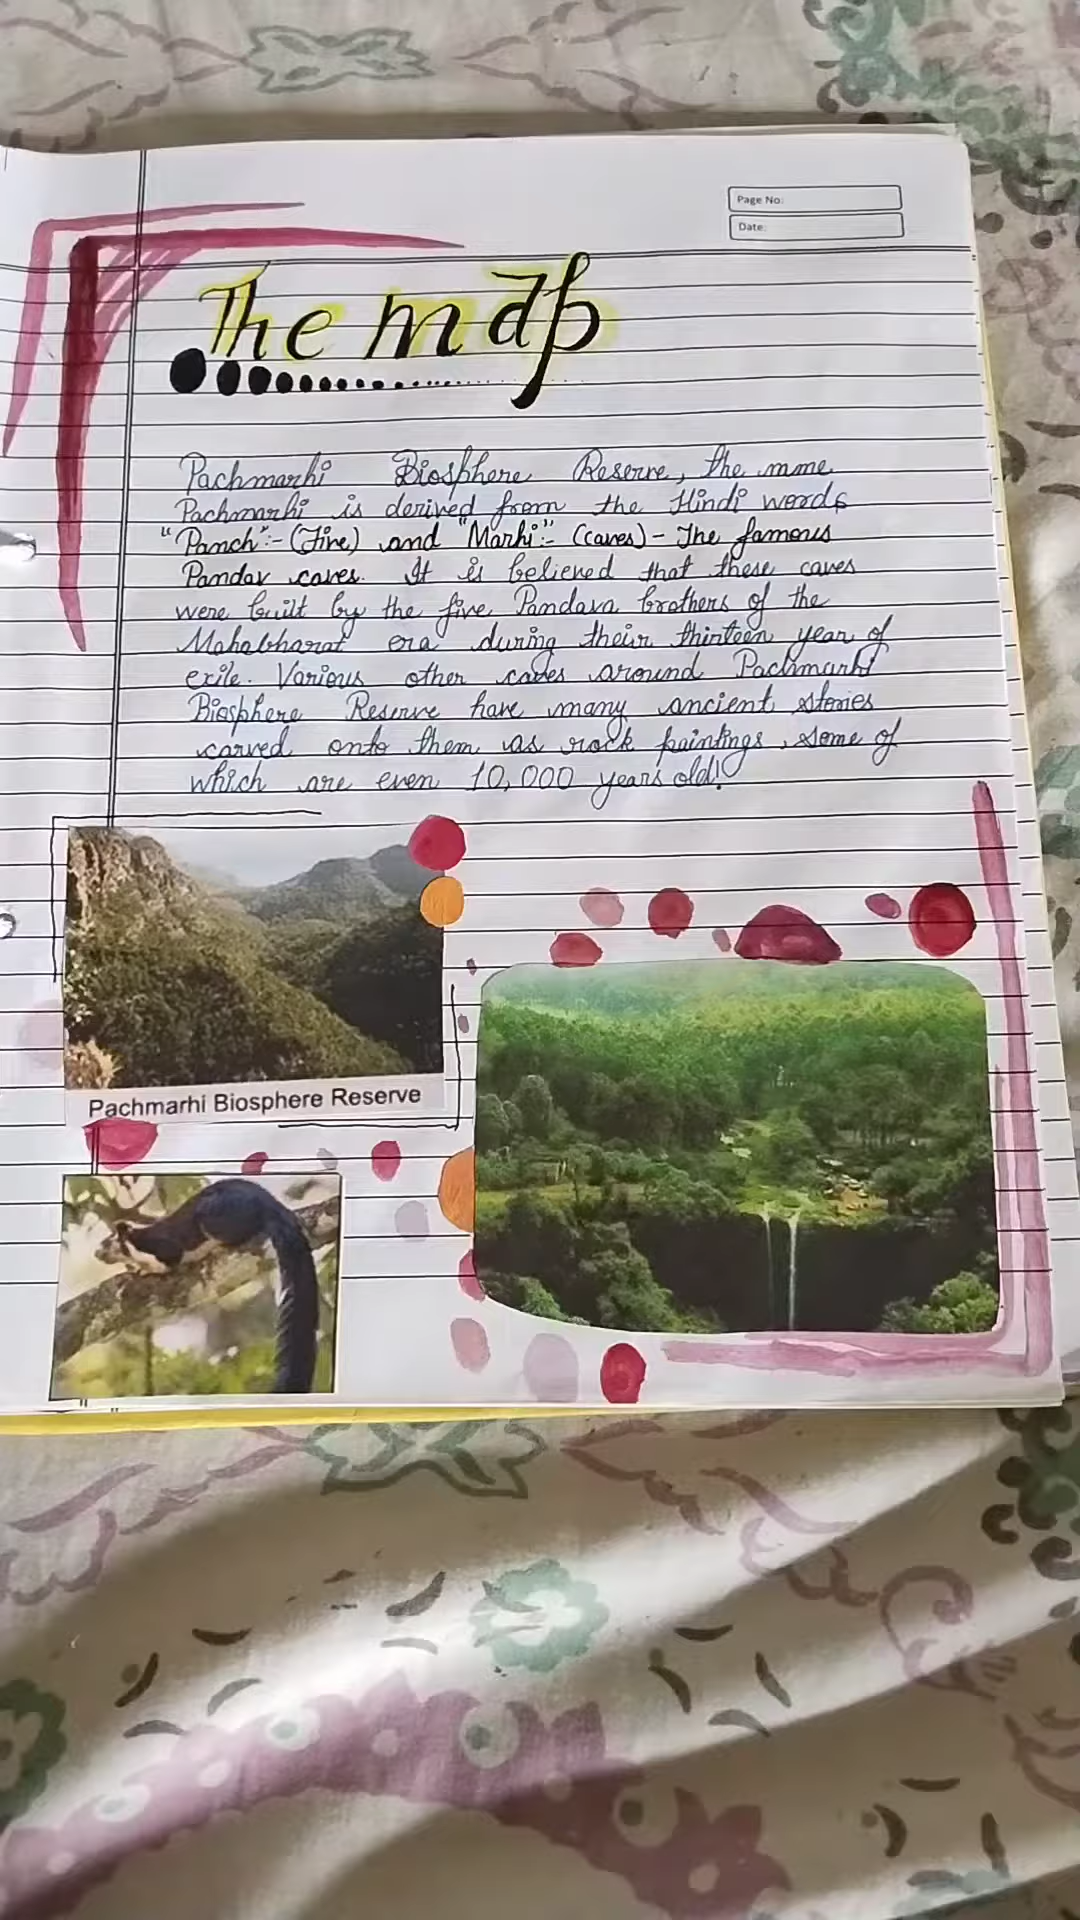 Page No:
Date:
The map
Pachmarhi Biosphere Reserve, the mme
Pachmarhi is derived from the Hindi words
"Panch":- (Five) and "Marhi":- (caves) - The famous
Pandav caves. It is believed that these caves
were built by the five Pandava brothers of the
Mahabharat era during their thirteen year of
exile. Various other caves around Pachmarhi
Biosphere Reserve have many ancient stories
carved onto them as rock paintings, some of
which are even 10,000 years old!
Pachmarhi Biosphere Reserve